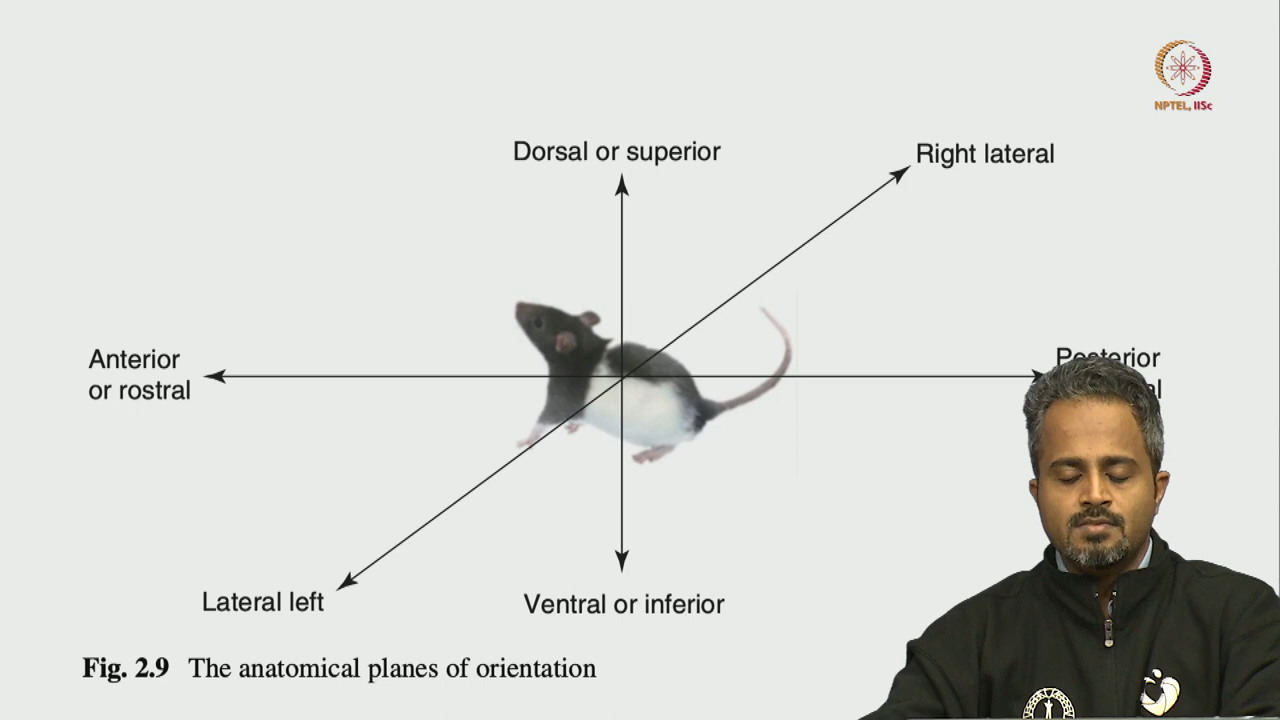 NPTEL, IISc
Dorsal or superior
Right lateral
Anterior
or rostral
Posterior
Lateral left
Ventral or inferior
Fig. 2.9 The anatomical planes of orientation